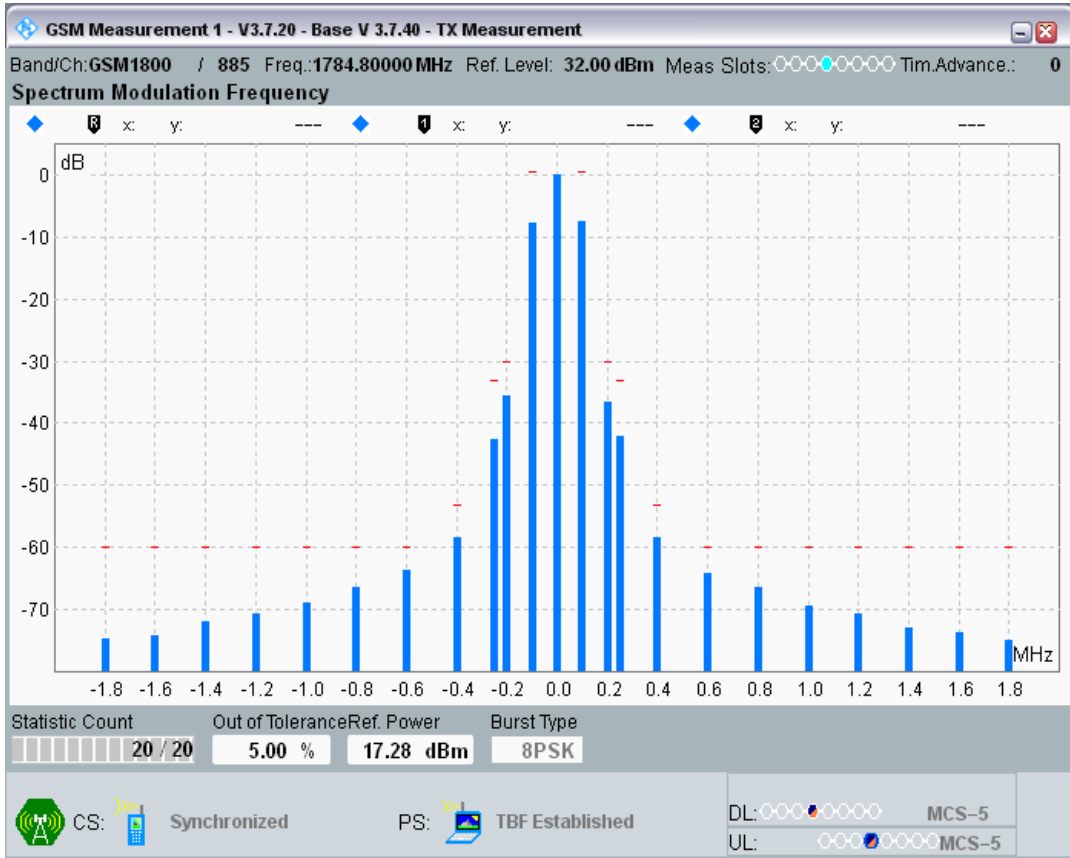 GSM Measurement 1 - V3.7.20 - Base V 3.7.40 - TX Measurement
Band/Ch:GSM1800 / 885 Freq.:1784.80000 MHz Ref. Level: 32.00 dBm Meas Slots: Tim.Advance.: 0
Spectrum Modulation Frequency
R x: y: --- 1 x: y: --- 2 x: y: ---
dB
0
-10
-20
-30
-40
-50
-60
-70
MHz
-1.8 -1.6 -1.4 -1.2 -1.0 -0.8 -0.6 -0.4 -0.2 0.0 0.2 0.4 0.6 0.8 1.0 1.2 1.4 1.6 1.8
Statistic Count Out of Tolerance Ref. Power Burst Type
20 / 20 5.00 % 17.28 dBm 8PSK
CS: Synchronized PS: TBF Established DL: MCS-5
UL: MCS-5